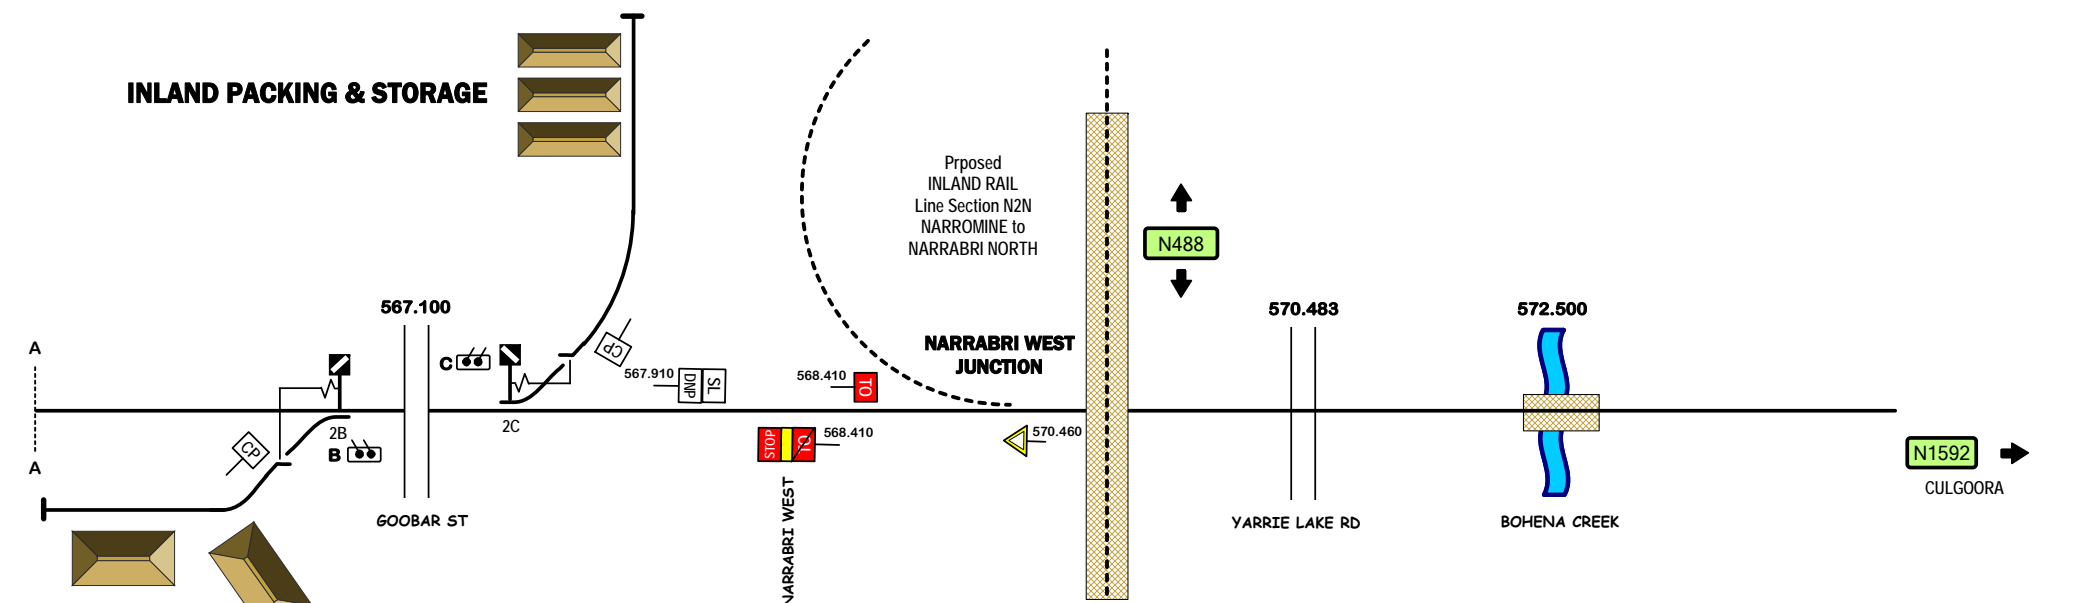 INLAND PACKING & STORAGE
Prposed
INLAND RAIL
Line Section N2N
NARROMINE to
NARRABRI NORTH
N488
567.100
570.483
572.500
A
C
CP
567.910
DNP
SL
568.410
TO
NARRABRI WEST
JUNCTION
2B
B
2C
CP
STOP
OL
568.410
570.460
A
N1592
CULGOORA
GOOBAR ST
NARRABRI WEST
YARRIE LAKE RD
BOHENA CREEK